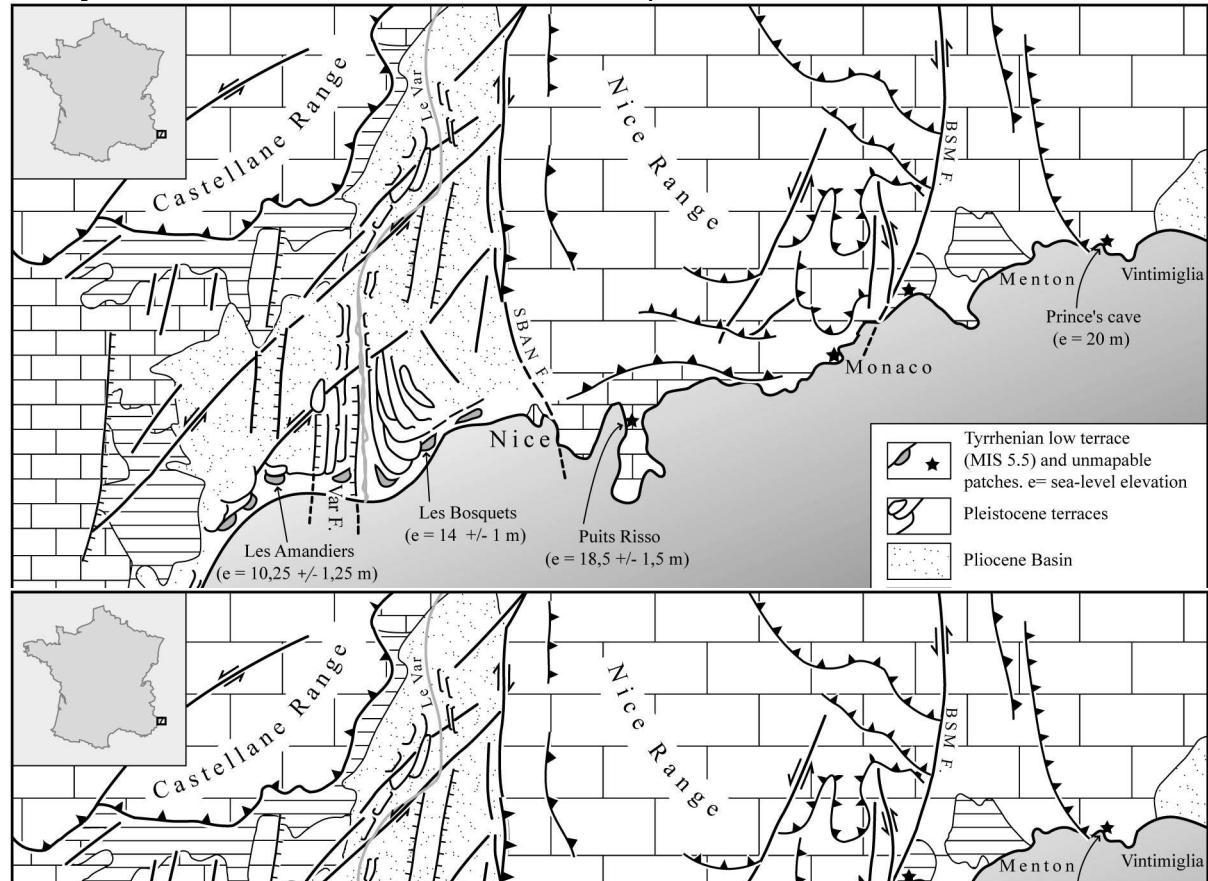 Castellane Range
Le Var
Nice Range
BSM F.
SBAN F.
Menton
Vintimiglia
Prince's cave
(e = 20 m)
Monaco
Nice
Var F.
Les Bosquets
(e = 14 +/- 1 m)
Puits Risso
(e = 18,5 +/- 1,5 m)
Les Amandiers
(e = 10,25 +/- 1,25 m)
Tyrrhenian low terrace
(MIS 5.5) and unmapable
patches. e= sea-level elevation
Pleistocene terraces
Pliocene Basin
Castellane Range
Le Var
Nice Range
BSM F.
Menton
Vintimiglia